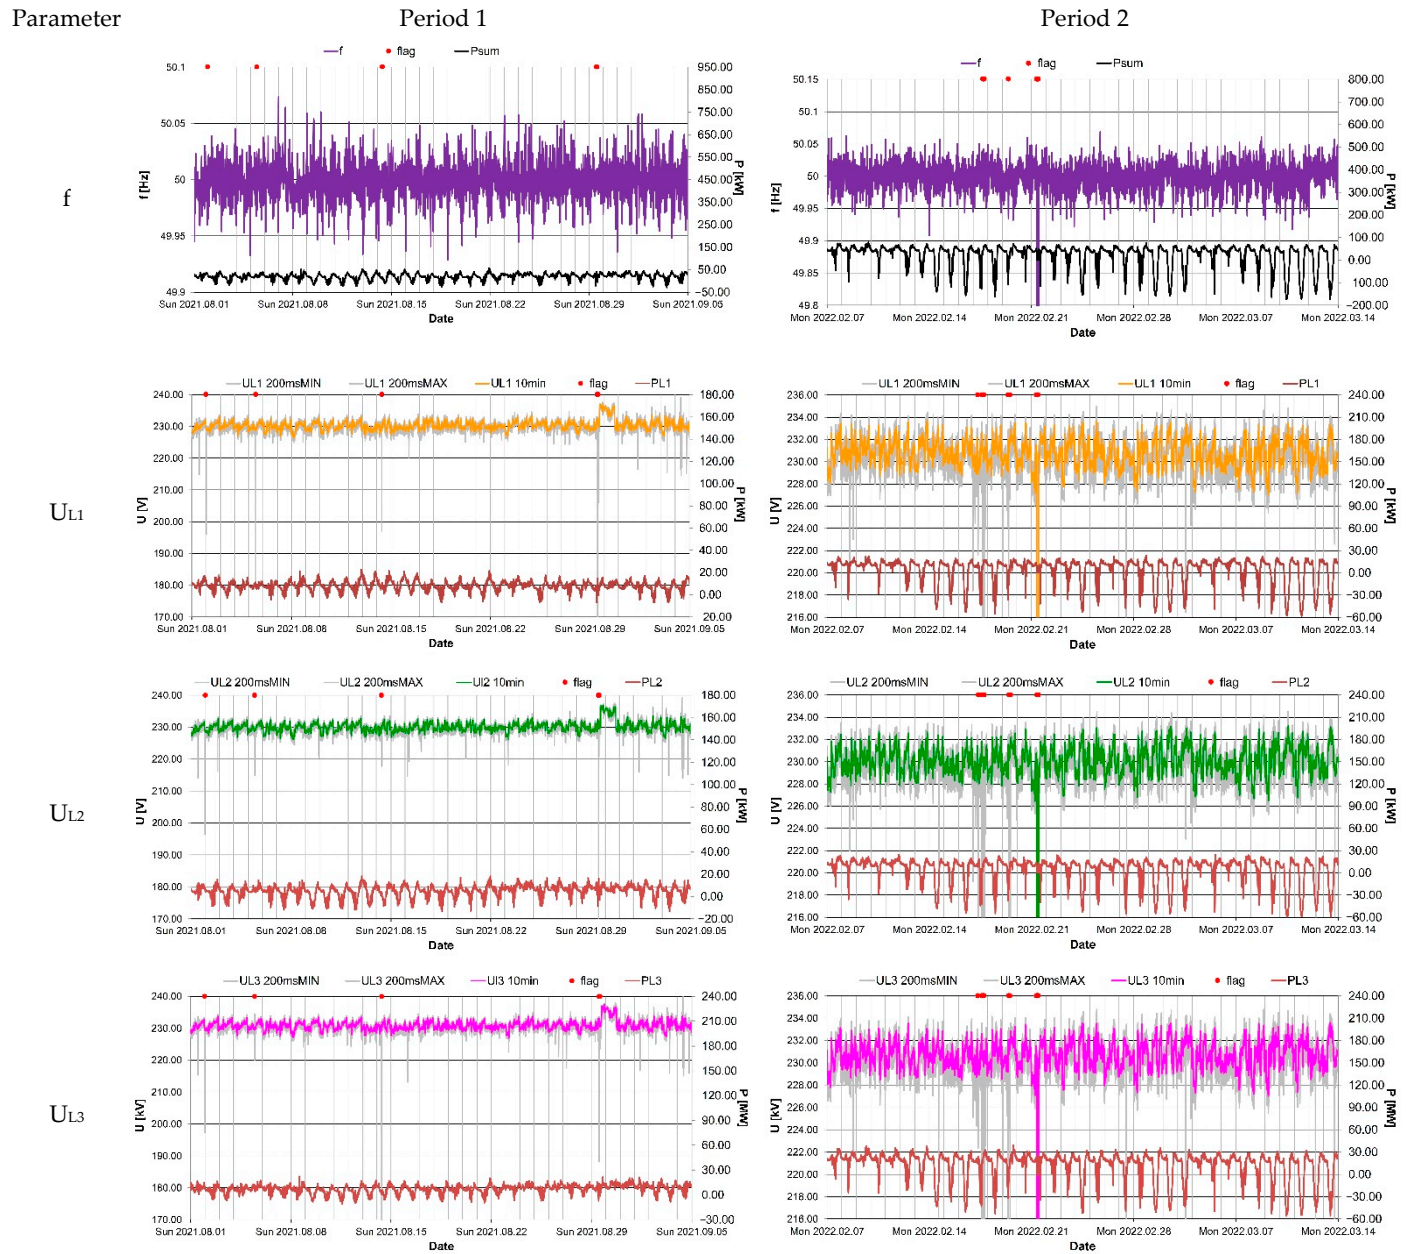 Parameter Period 1 Period 2
f flag Psum
50.1 50.05 50 49.95 49.9
f [Hz]
950.00 850.00 750.00 650.00 550.00 450.00 350.00 250.00 150.00 50.00 −50.00
P [kW]
Sun 2021.08.01 Sun 2021.08.08 Sun 2021.08.15 Sun 2021.08.22 Sun 2021.08.29 Sun 2021.09.05
Date
f flag Psum
50.15 50.1 50.05 50 49.95 49.9 49.85 49.8
f [Hz]
800.00 700.00 600.00 500.00 400.00 300.00 200.00 100.00 0.00 −100.00 −200.00
P [kW]
Mon 2022.02.07 Mon 2022.02.14 Mon 2022.02.21 Mon 2022.02.28 Mon 2022.03.07 Mon 2022.03.14
Date
f
UL1 200msMIN UL1 200msMAX UL1 10min flag PL1
240.00 230.00 220.00 210.00 200.00 190.00 180.00 170.00
U [V]
180.00 160.00 140.00 120.00 100.00 80.00 60.00 40.00 20.00 0.00 20.00
P [kW]
Sun 2021.08.01 Sun 2021.08.08 Sun 2021.08.15 Sun 2021.08.22 Sun 2021.08.29 Sun 2021.09.05
Date
UL1 200msMIN UL1 200msMAX UL1 10min flag PL1
236.00 234.00 232.00 230.00 228.00 226.00 224.00 222.00 220.00 218.00 216.00
U [V]
240.00 210.00 180.00 150.00 120.00 90.00 60.00 30.00 0.00 −30.00 −60.00
P [kW]
Mon 2022.02.07 Mon 2022.02.14 Mon 2022.02.21 Mon 2022.02.28 Mon 2022.03.07 Mon 2022.03.14
Date
UL1
UL2 200msMIN UL2 200msMAX Ul2 10min flag PL2
240.00 230.00 220.00 210.00 200.00 190.00 180.00 170.00
U [V]
180.00 160.00 140.00 120.00 100.00 80.00 60.00 40.00 20.00 0.00 −20.00
P [kW]
Sun 2021.08.01 Sun 2021.08.08 Sun 2021.08.15 Sun 2021.08.22 Sun 2021.08.29 Sun 2021.09.05
Date
UL2 200msMIN UL2 200msMAX UL2 10min flag PL2
236.00 234.00 232.00 230.00 228.00 226.00 224.00 222.00 220.00 218.00 216.00
U [V]
240.00 210.00 180.00 150.00 120.00 90.00 60.00 30.00 0.00 −30.00 −60.00
P [kW]
Mon 2022.02.07 Mon 2022.02.14 Mon 2022.02.21 Mon 2022.02.28 Mon 2022.03.07 Mon 2022.03.14
Date
UL2
UL3 200msMIN UL3 200msMAX Ul3 10min flag PL3
240.00 230.00 220.00 210.00 200.00 190.00 180.00 170.00
U [kV]
240.00 210.00 180.00 150.00 120.00 90.00 60.00 30.00 0.00 −30.00
P [MW]
Sun 2021.08.01 Sun 2021.08.08 Sun 2021.08.15 Sun 2021.08.22 Sun 2021.08.29 Sun 2021.09.05
Date
UL3 200msMIN UL3 200msMAX UL3 10min flag PL3
236.00 234.00 232.00 230.00 228.00 226.00 224.00 222.00 220.00 218.00 216.00
U [kV]
240.00 210.00 180.00 150.00 120.00 90.00 60.00 30.00 0.00 −30.00 −60.00
P [MW]
Mon 2022.02.07 Mon 2022.02.14 Mon 2022.02.21 Mon 2022.02.28 Mon 2022.03.07 Mon 2022.03.14
Date
UL3